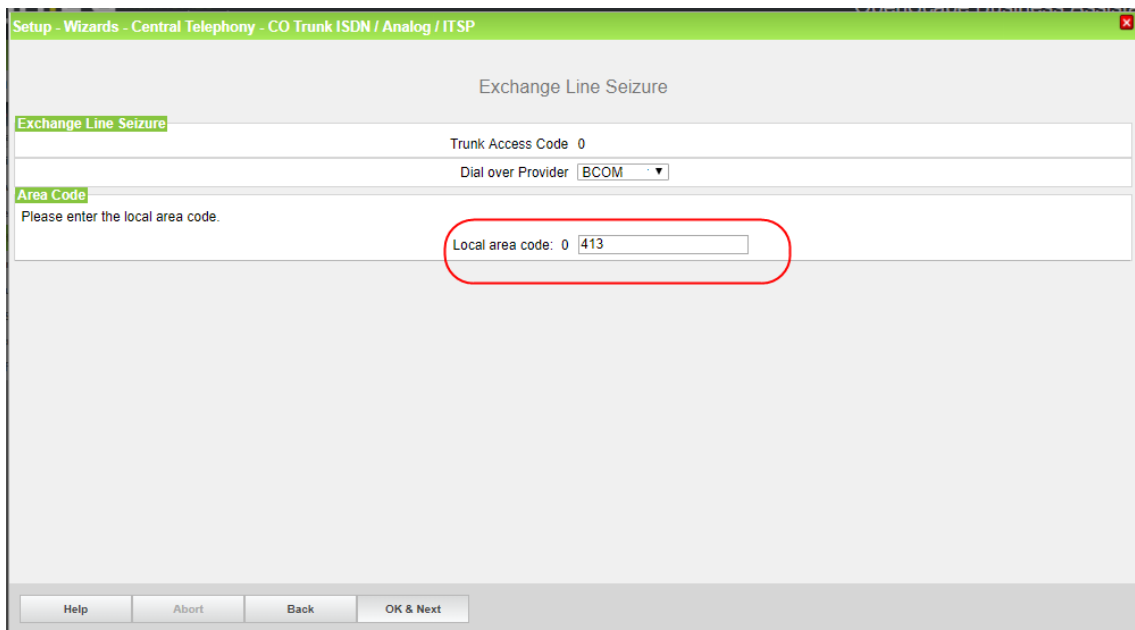 Setup - Wizards - Central Telephony - CO Trunk ISDN / Analog / ITSP
Exchange Line Seizure
Exchange Line Seizure
Trunk Access Code 0
Dial over Provider BCOM
Area Code
Please enter the local area code.
Local area code: 0 413
Help Abort Back OK & Next